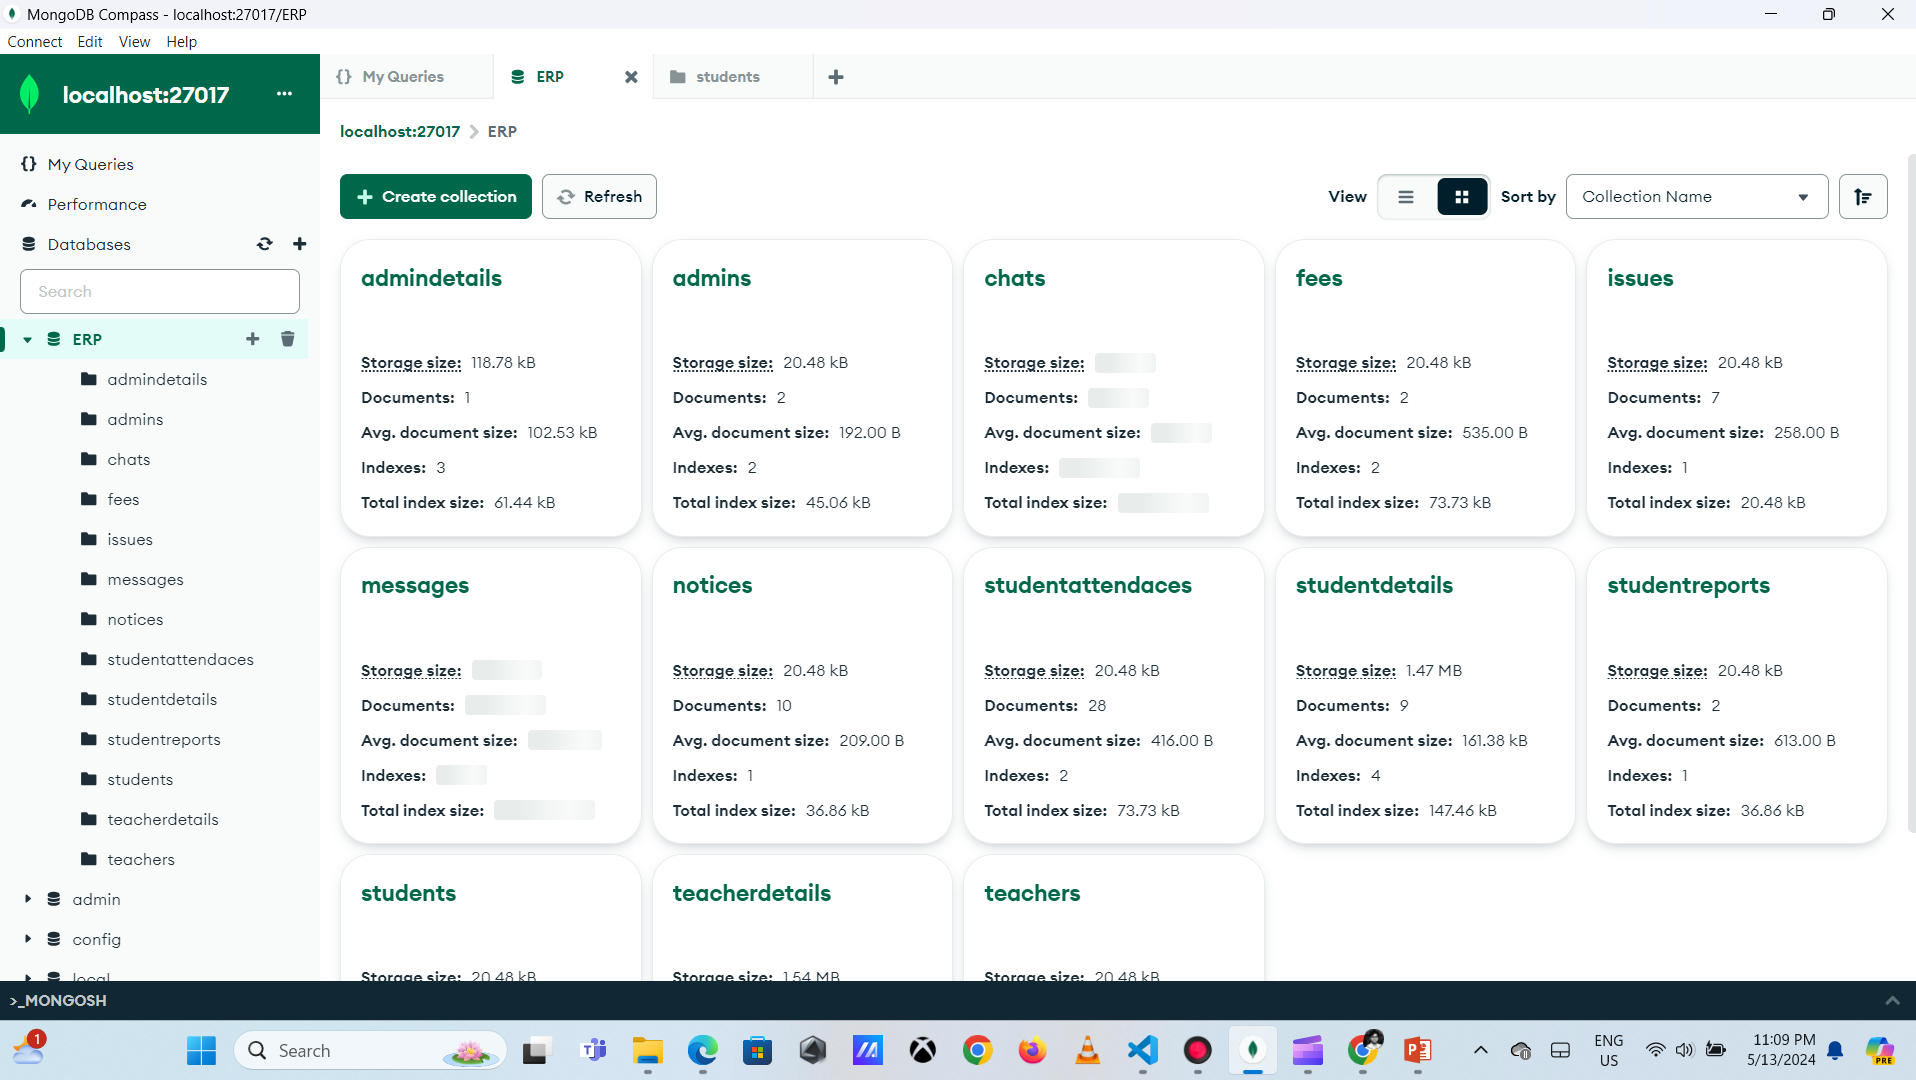 MongoDB Compass - localhost:27017/ERP
Connect Edit View Help
localhost:27017 ...
{} My Queries
ERP
students
localhost:27017 > ERP
{} My Queries
Performance
Databases
Search
ERP
admindetails
admins
chats
fees
issues
messages
notices
studentattendaces
studentdetails
studentreports
students
teacherdetails
teachers
admin
config
local
+ Create collection
Refresh
View
Sort by Collection Name
admindetails
Storage size: 118.78 kB
Documents: 1
Avg. document size: 102.53 kB
Indexes: 3
Total index size: 61.44 kB
admins
Storage size: 20.48 kB
Documents: 2
Avg. document size: 192.00 B
Indexes: 2
Total index size: 45.06 kB
chats
Storage size:
Documents:
Avg. document size:
Indexes:
Total index size:
fees
Storage size: 20.48 kB
Documents: 2
Avg. document size: 535.00 B
Indexes: 2
Total index size: 73.73 kB
issues
Storage size: 20.48 kB
Documents: 7
Avg. document size: 258.00 B
Indexes: 1
Total index size: 20.48 kB
messages
Storage size:
Documents:
Avg. document size:
Indexes:
Total index size:
notices
Storage size: 20.48 kB
Documents: 10
Avg. document size: 209.00 B
Indexes: 1
Total index size: 36.86 kB
studentattendaces
Storage size: 20.48 kB
Documents: 28
Avg. document size: 416.00 B
Indexes: 2
Total index size: 73.73 kB
studentdetails
Storage size: 1.47 MB
Documents: 9
Avg. document size: 161.38 kB
Indexes: 4
Total index size: 147.46 kB
studentreports
Storage size: 20.48 kB
Documents: 2
Avg. document size: 613.00 B
Indexes: 1
Total index size: 36.86 kB
students
Storage size: 20.48 kB
teacherdetails
Storage size: 1.54 MB
teachers
Storage size: 20.48 kB
>_MONGOSH
1
Search
ENG
US
11:09 PM
5/13/2024
PRE